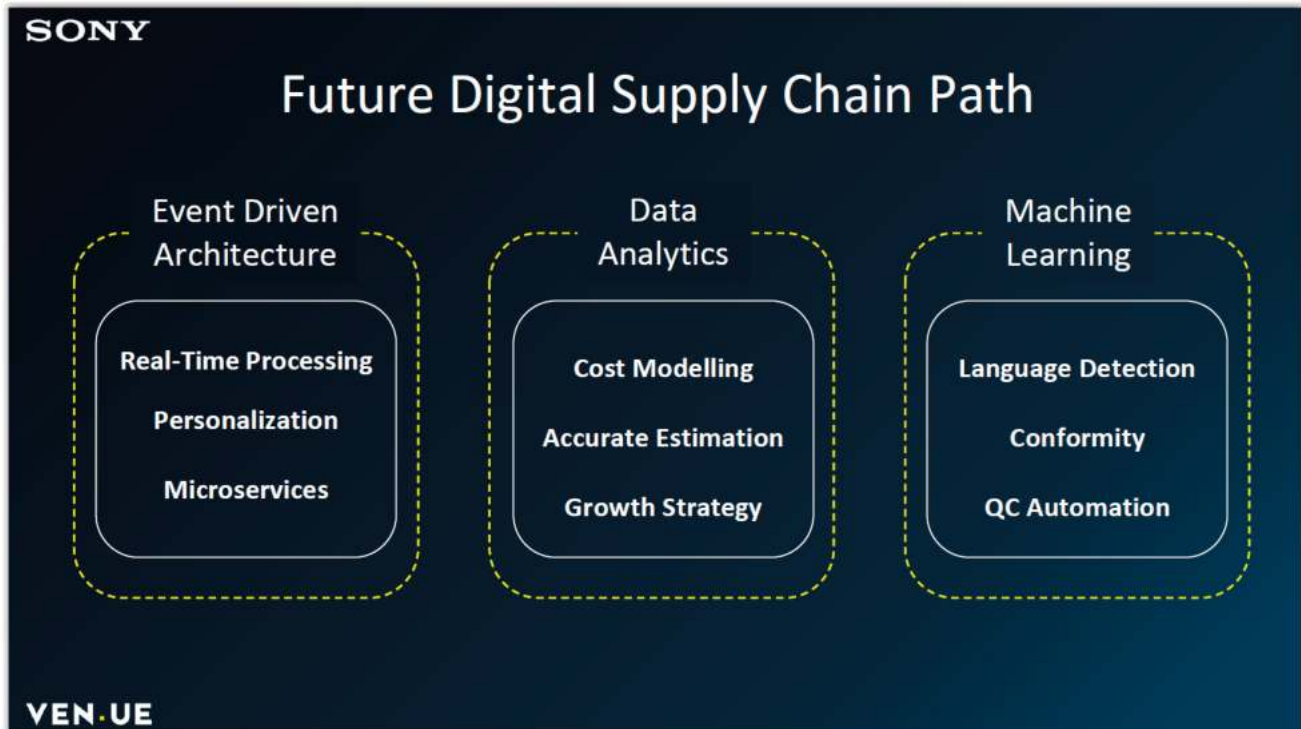 SONY
Future Digital Supply Chain Path
Event Driven
Architecture
Real-Time Processing
Personalization
Microservices
Data
Analytics
Cost Modelling
Accurate Estimation
Growth Strategy
Machine
Learning
Language Detection
Conformity
QC Automation
VEN·UE